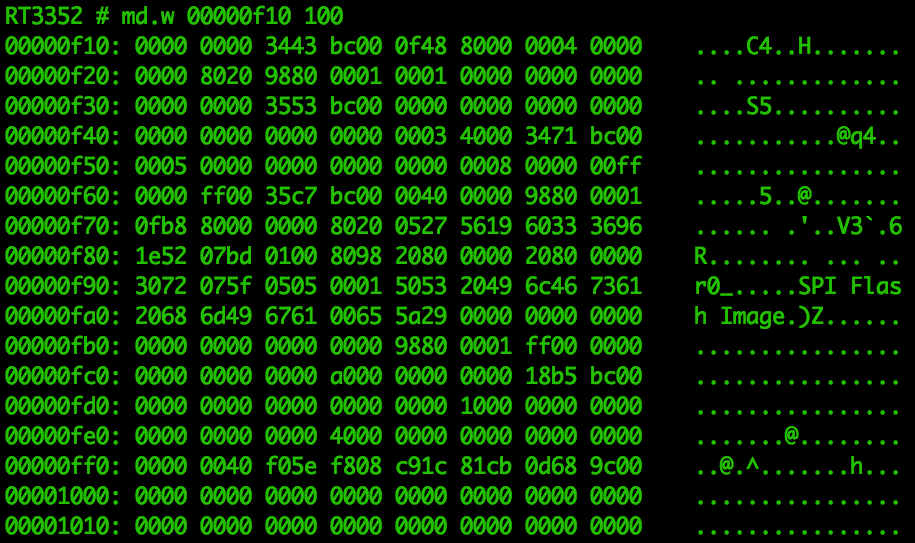 RT3352 # md.w 00000f10 100
00000f10: 0000 0000 3443 bc00 0f48 8000 0004 0000    ....C4..H.......
00000f20: 0000 8020 9880 0001 0001 0000 0000 0000    .. .............
00000f30: 0000 0000 3553 bc00 0000 0000 0000 0000    ....S5..........
00000f40: 0000 0000 0000 0000 0003 4000 3471 bc00    ...........@q4..
00000f50: 0005 0000 0000 0000 0000 0008 0000 00ff    ................
00000f60: 0000 ff00 35c7 bc00 0040 0000 9880 0001    .....5..@.......
00000f70: 0fb8 8000 0000 8020 0527 5619 6033 3696    ...... .'..V3`.6
00000f80: 1e52 07bd 0100 8098 2080 0000 2080 0000    R........ ... ..
00000f90: 3072 075f 0505 0001 5053 2049 6c46 7361    r0_.....SPI Flas
00000fa0: 2068 6d49 6761 0065 5a29 0000 0000 0000    h Image.)Z......
00000fb0: 0000 0000 0000 0000 9880 0001 ff00 0000    ................
00000fc0: 0000 0000 0000 a000 0000 0000 18b5 bc00    ................
00000fd0: 0000 0000 0000 0000 0000 1000 0000 0000    ................
00000fe0: 0000 0000 0000 4000 0000 0000 0000 0000    .......@........
00000ff0: 0000 0040 f05e f808 c91c 81cb 0d68 9c00    ..@.^.......h...
00001000: 0000 0000 0000 0000 0000 0000 0000 0000    ................
00001010: 0000 0000 0000 0000 0000 0000 0000 0000    ................